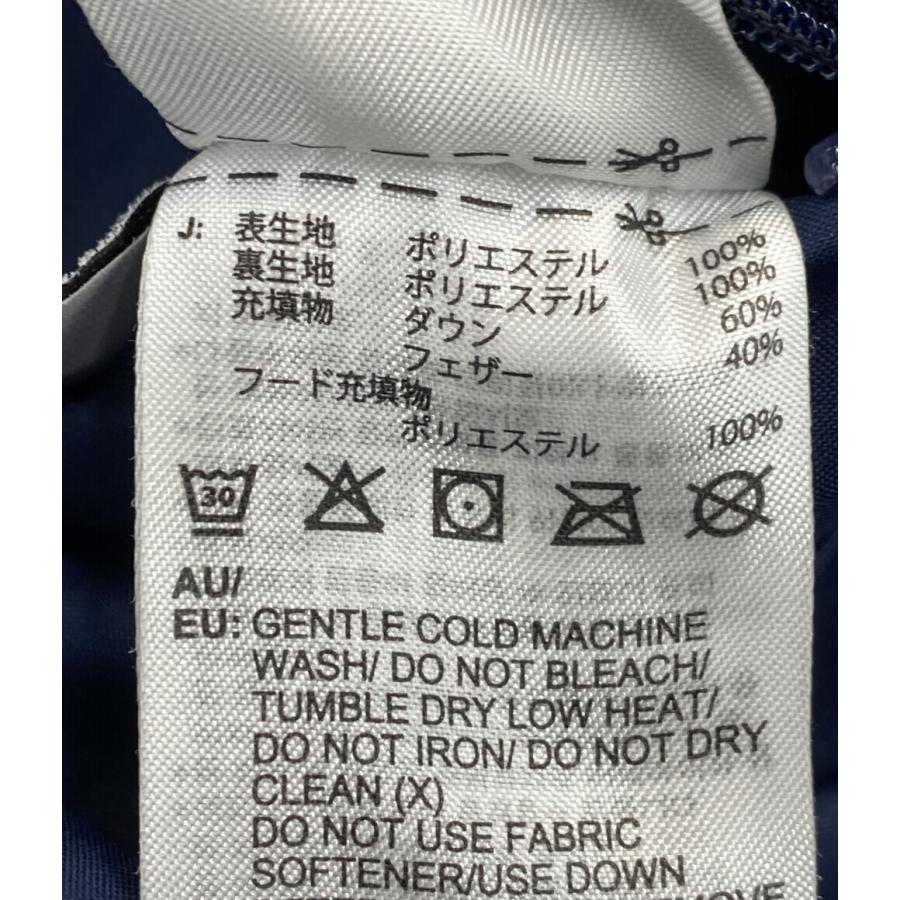 J: 表生地 ポリエステル 100%
裏生地 ポリエステル 100%
充填物 ダウン 60%
フェザー 40%
フード充填物
ポリエステル 100%
30
AU/
EU: GENTLE COLD MACHINE
WASH/ DO NOT BLEACH/
TUMBLE DRY LOW HEAT/
DO NOT IRON/ DO NOT DRY
CLEAN (X)
DO NOT USE FABRIC
SOFTENER/USE DOWN